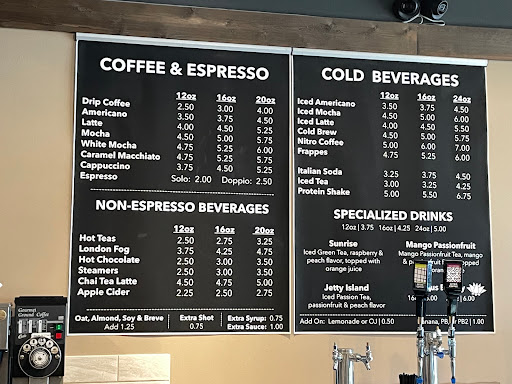 COFFEE & ESPRESSO
12oz 16oz 20oz
Drip Coffee 2.50 3.00 4.00
Americano 3.50 3.75 4.50
Latte 4.00 4.50 5.25
Mocha 4.50 5.00 5.75
White Mocha 4.75 5.25 6.00
Caramel Macchiato 4.75 5.25 5.75
Cappuccino 4.75 5.25 5.75
Espresso Solo: 2.00 Doppio: 2.50
NON-ESPRESSO BEVERAGES
12oz 16oz 20oz
Hot Teas 2.50 2.75 3.25
London Fog 3.75 4.25 4.75
Hot Chocolate 2.50 3.00 3.50
Steamers 2.50 3.00 3.50
Chai Tea Latte 4.50 4.75 5.00
Apple Cider 2.25 2.50 2.75
Oat, Almond, Soy & Breve Extra Shot Extra Syrup: 0.75
Add 1.25 0.75 Extra Sauce: 1.00
COLD BEVERAGES
12oz 16oz 24oz
Iced Americano 3.50 3.75 4.50
Iced Mocha 4.50 5.00 6.00
Iced Latte 4.00 4.50 5.50
Cold Brew 4.50 5.00 5.75
Nitro Coffee 5.00 6.00 7.00
Frappes 4.75 5.25 6.00
Italian Soda 3.25 3.75 4.50
Iced Tea 3.00 3.25 4.25
Protein Shake 5.00 5.50 6.75
SPECIALIZED DRINKS
12oz | 3.75 16oz | 4.25 24oz | 5.00
Sunrise
Iced Green Tea, raspberry &
peach flavor, topped with
orange juice
Mango Passionfruit
Mango Passionfruit Tea, mango
Jetty Island
Iced Passion Tea,
passionfruit & peach flavor
Add On: Lemonade or OJ | 0.50
PB2 | 1.00
Gourmet
Ground Coffee